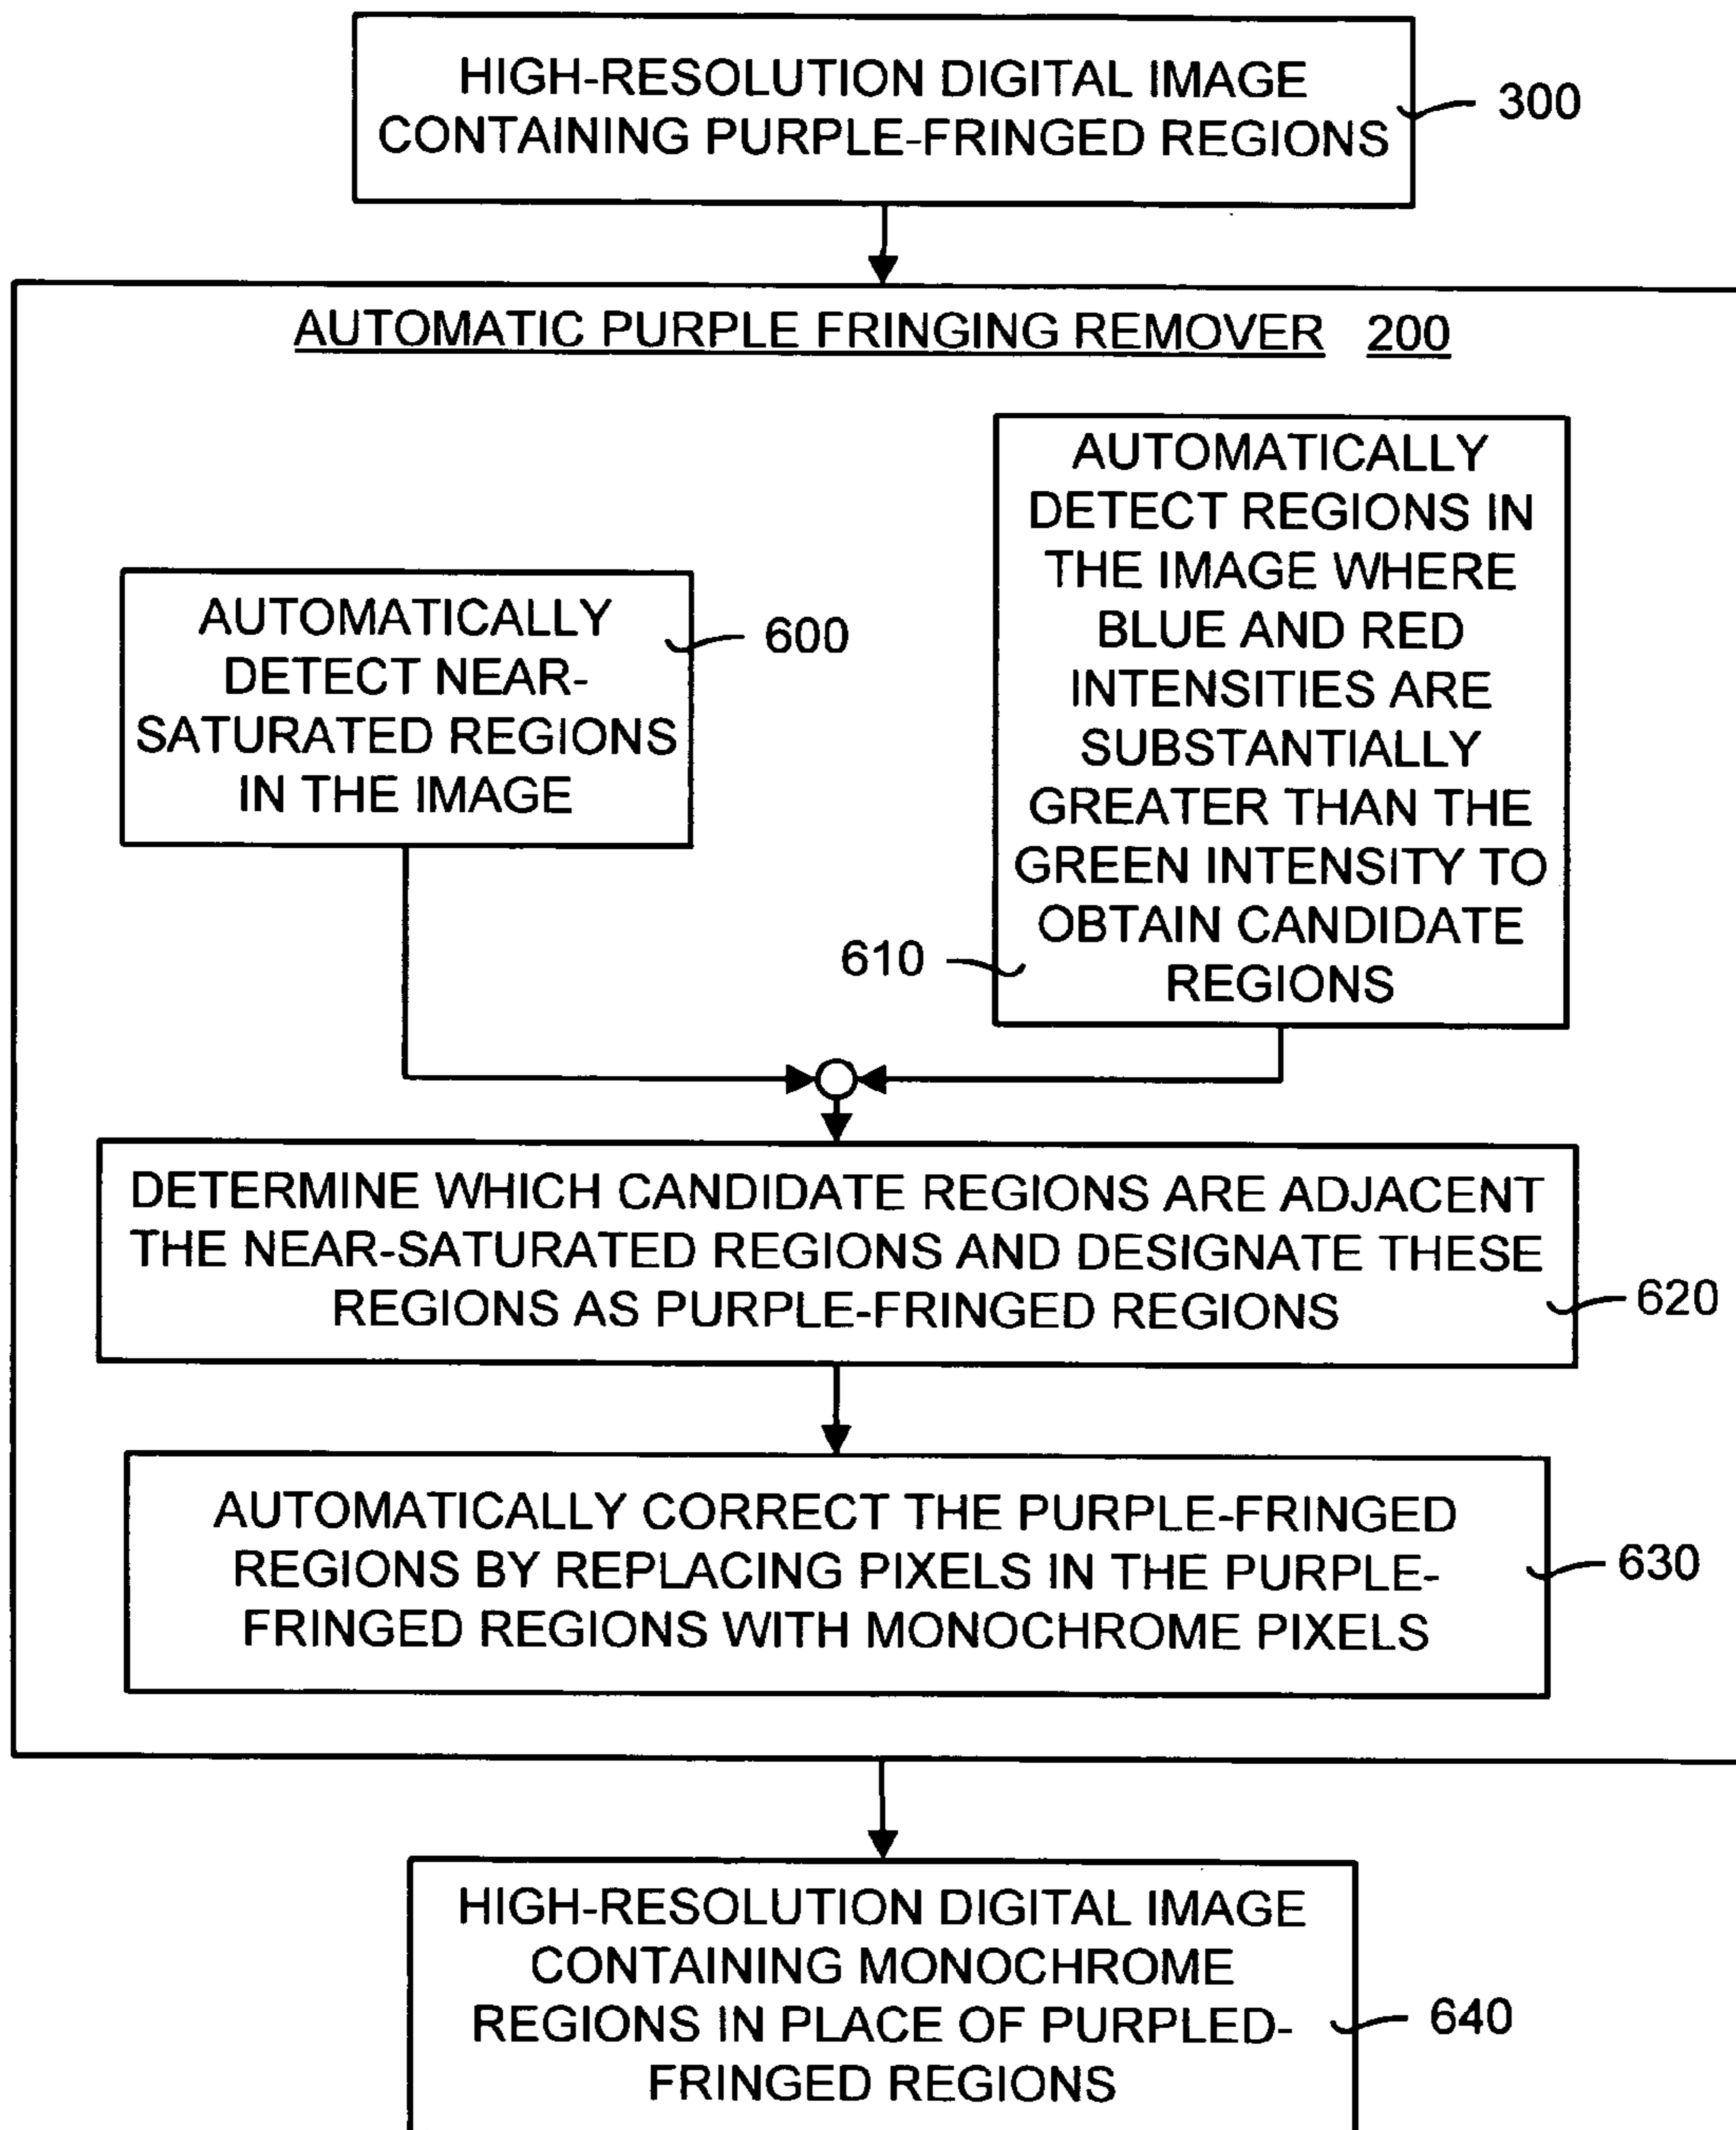 HIGH-RESOLUTION DIGITAL IMAGE
CONTAINING PURPLE-FRINGED REGIONS
300
AUTOMATIC PURPLE FRINGING REMOVER 200
AUTOMATICALLY
DETECT NEAR-
SATURATED REGIONS
IN THE IMAGE
600
AUTOMATICALLY
DETECT REGIONS IN
THE IMAGE WHERE
BLUE AND RED
INTENSITIES ARE
SUBSTANTIALLY
GREATER THAN THE
GREEN INTENSITY TO
OBTAIN CANDIDATE
REGIONS
610
DETERMINE WHICH CANDIDATE REGIONS ARE ADJACENT
THE NEAR-SATURATED REGIONS AND DESIGNATE THESE
REGIONS AS PURPLE-FRINGED REGIONS
620
AUTOMATICALLY CORRECT THE PURPLE-FRINGED
REGIONS BY REPLACING PIXELS IN THE PURPLE-
FRINGED REGIONS WITH MONOCHROME PIXELS
630
HIGH-RESOLUTION DIGITAL IMAGE
CONTAINING MONOCHROME
REGIONS IN PLACE OF PURPLED-
FRINGED REGIONS
640